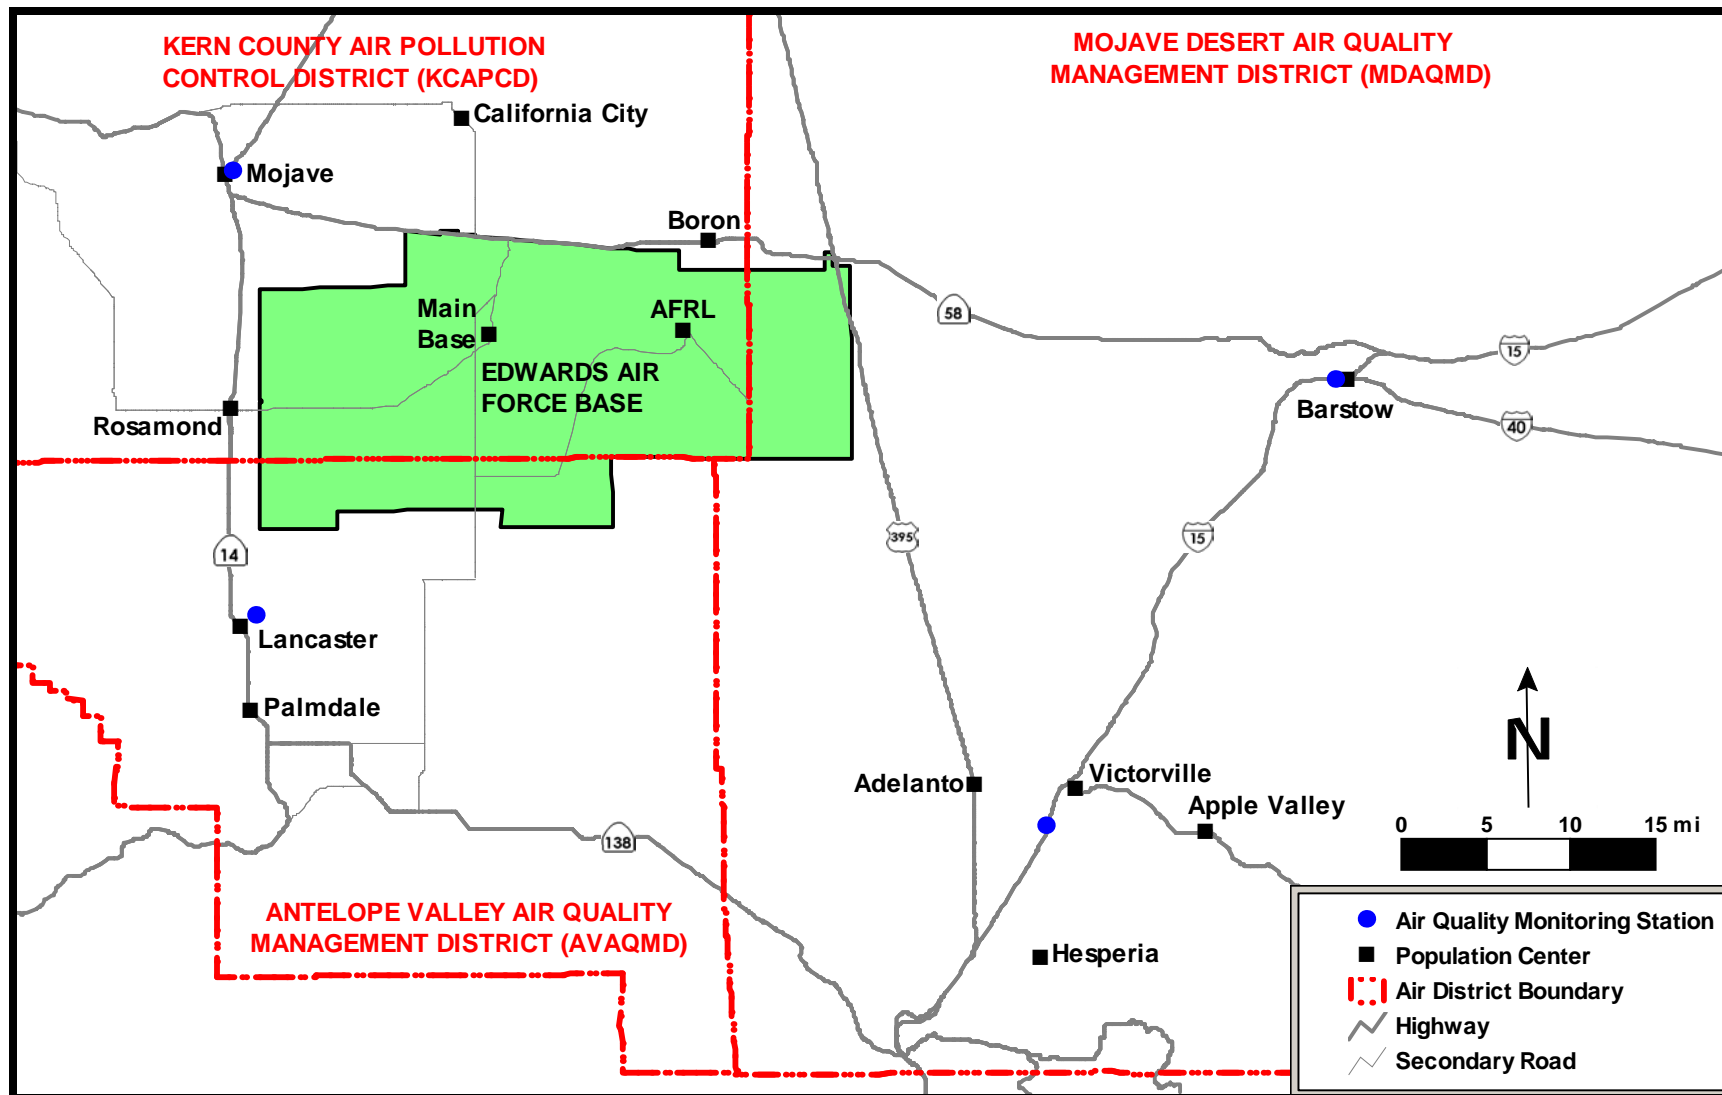 KERN COUNTY AIR POLLUTION
CONTROL DISTRICT (KCAPCD)
MOJAVE DESERT AIR QUALITY
MANAGEMENT DISTRICT (MDAQMD)
California City
Mojave
Boron
Main
Base
AFRL
58
15
EDWARDS AIR
FORCE BASE
Barstow
Rosamond
40
14
395
15
Lancaster
Palmdale
N
Adelanto
Victorville
Apple Valley
0 5 10 15 mi
138
ANTELOPE VALLEY AIR QUALITY
MANAGEMENT DISTRICT (AVAQMD)
Hesperia
Air Quality Monitoring Station
Population Center
Air District Boundary
Highway
Secondary Road